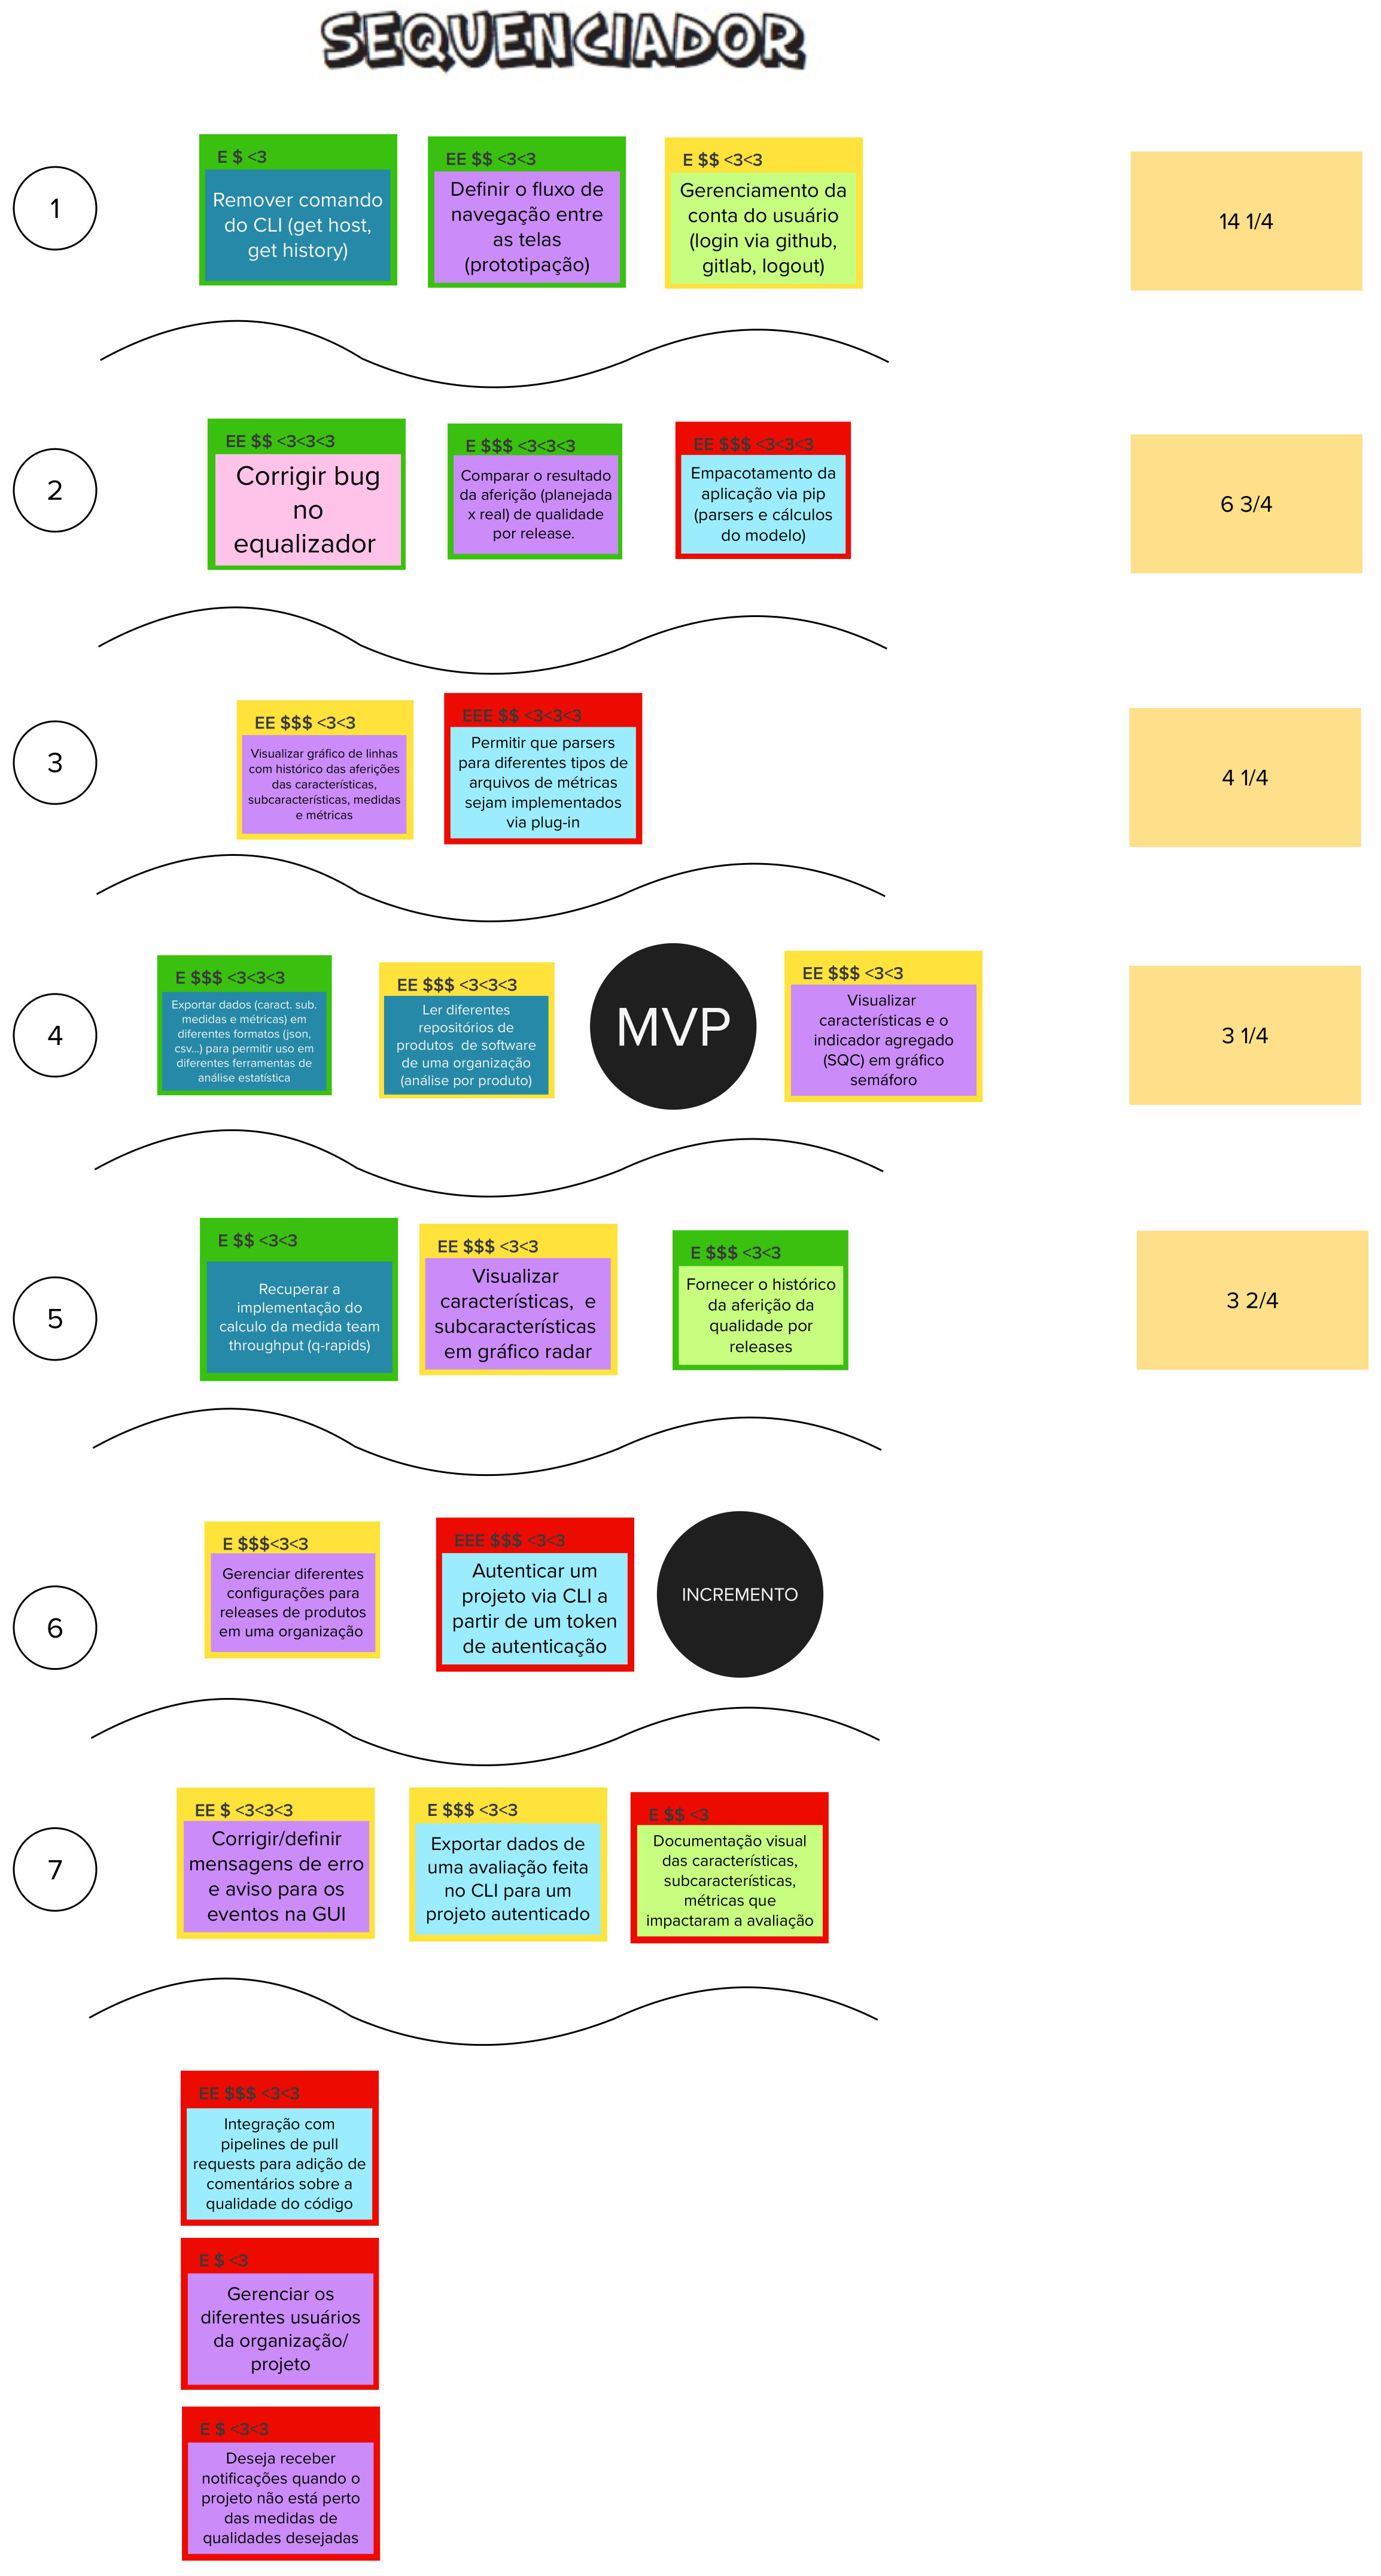 SEQUENCIADOR
1
E $ <3
Remover comando
do CLI (get host,
get history)
EE $$ <3<3
Definir o fluxo de
navegação entre
as telas
(prototipação)
E $$ <3<3
Gerenciamento da
conta do usuário
(login via github,
gitlab, logout)
14 1/4
2
EE $$ <3<3<3
Corrigir bug
no
equalizador
E $$$ <3<3<3
Comparar o resultado
da aferição (planejada
x real) de qualidade
por release.
EE $$$ <3<3<3
Empacotamento da
aplicação via pip
(parsers e cálculos
do modelo)
6 3/4
3
EE $$$ <3<3
Visualizar gráfico de linhas
com histórico das aferições
das características,
subcaracterísticas, medidas
e métricas
EEE $$ <3<3<3
Permitir que parsers
para diferentes tipos de
arquivos de métricas
sejam implementados
via plug-in
4 1/4
4
E $$$ <3<3<3
Exportar dados (caract. sub.
medidas e métricas) em
diferentes formatos (json,
csv...) para permitir uso em
diferentes ferramentas de
análise estatística
EE $$$ <3<3<3
Ler diferentes
repositórios de
produtos de software
de uma organização
(análise por produto)
MVP
EE $$$ <3<3
Visualizar
características e o
indicador agregado
(SQC) em gráfico
semáforo
3 1/4
5
E $$ <3<3
Recuperar a
implementação do
calculo da medida team
throughput (q-rapids)
EE $$$ <3<3
Visualizar
características, e
subcaracterísticas
em gráfico radar
E $$$ <3<3
Fornecer o histórico
da aferição da
qualidade por
releases
3 2/4
6
E $$$<3<3
Gerenciar diferentes
configurações para
releases de produtos
em uma organização
EEE $$$ <3<3
Autenticar um
projeto via CLI a
partir de um token
de autenticação
INCREMENTO
7
EE $ <3<3<3
Corrigir/definir
mensagens de erro
e aviso para os
eventos na GUI
E $$$ <3<3
Exportar dados de
uma avaliação feita
no CLI para um
projeto autenticado
E $$ <3
Documentação visual
das características,
subcaracterísticas,
métricas que
impactaram a avaliação
EE $$$ <3<3
Integração com
pipelines de pull
requests para adição de
comentários sobre a
qualidade do código
E $ <3
Gerenciar os
diferentes usuários
da organização/
projeto
E $ <3<3
Deseja receber
notificações quando o
projeto não está perto
das medidas de
qualidades desejadas